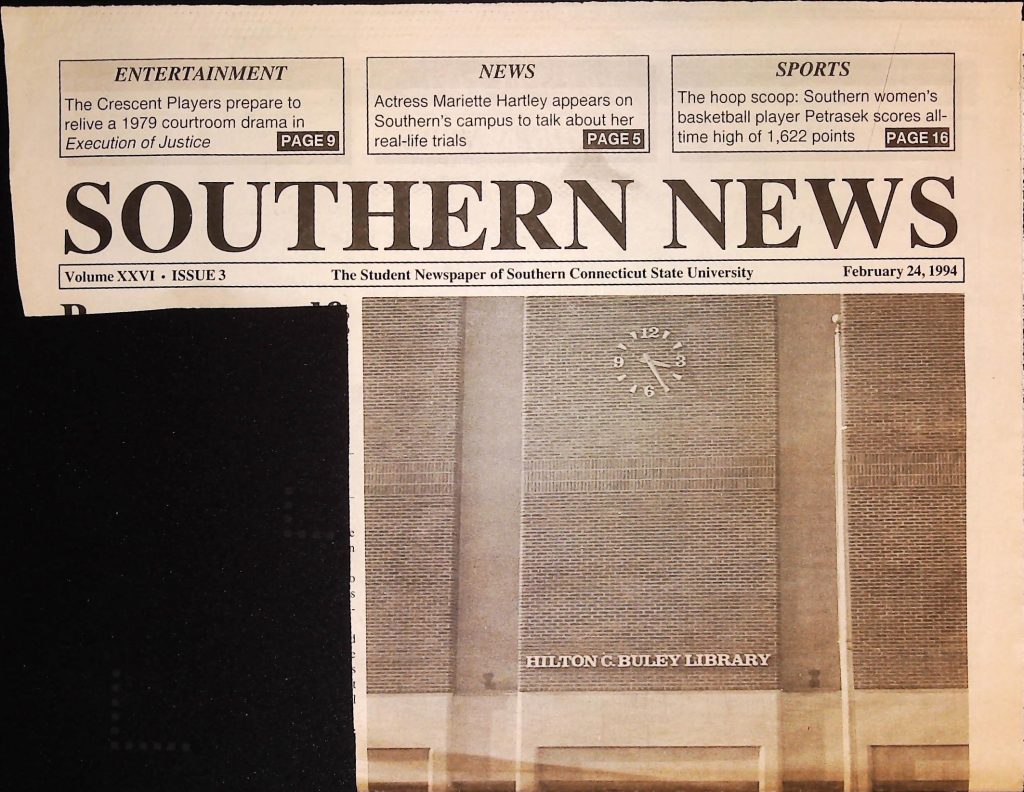 ENTERTAINMENT
The Crescent Players prepare to
relive a 1979 courtroom drama in
Execution of Justice
PAGE 9
NEWS
Actress Mariette Hartley appears on
Southern's campus to talk about her
real-life trials
PAGE 5
SPORTS
The hoop scoop: Southern women's
basketball player Petrasek scores all-
time high of 1,622 points
PAGE 16
SOUTHERN NEWS
Volume XXVI • ISSUE 3
The Student Newspaper of Southern Connecticut State University
February 24, 1994
12
9
3
6
HILTON C. BULEY LIBRARY